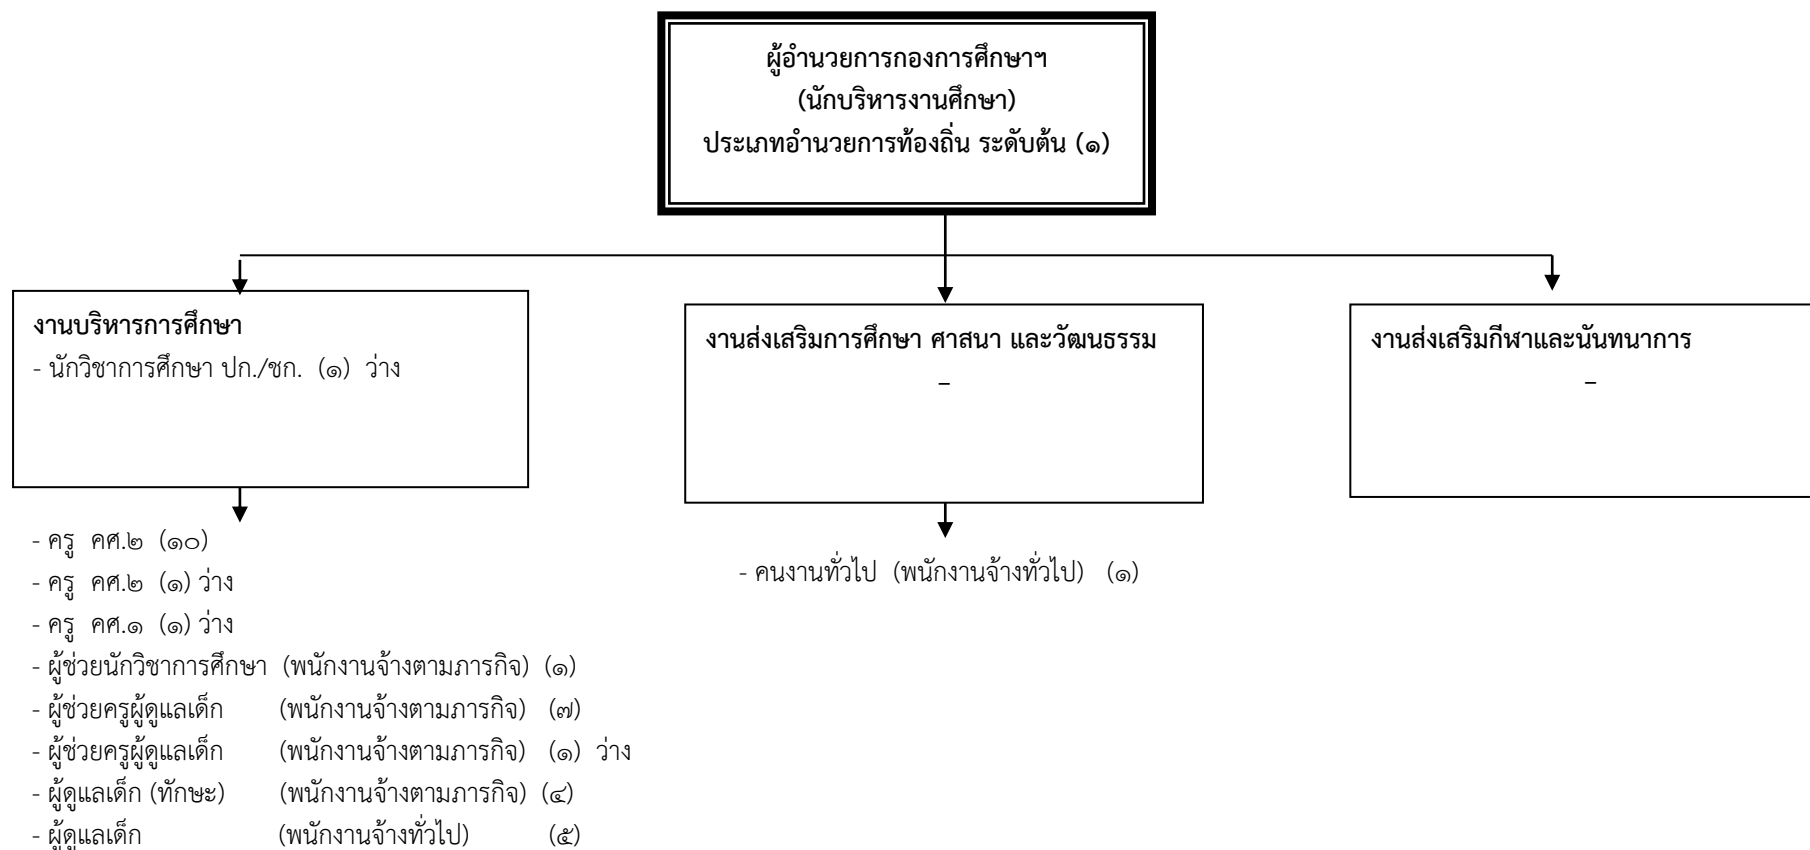 ผู้อำนวยการกองการศึกษาฯ
(นักบริหารงานศึกษา)
ประเภทอำนวยการท้องถิ่น ระดับต้น (๑)
งานบริหารการศึกษา
- นักวิชาการศึกษา ปก./ชก. (๑) ว่าง
งานส่งเสริมการศึกษา ศาสนา และวัฒนธรรม
–
งานส่งเสริมกีฬาและนันทนาการ
–
- ครู คศ.๒ (๑๐)
- ครู คศ.๒ (๑) ว่าง
- ครู คศ.๑ (๑) ว่าง
- ผู้ช่วยนักวิชาการศึกษา (พนักงานจ้างตามภารกิจ) (๑)
- ผู้ช่วยครูผู้ดูแลเด็ก (พนักงานจ้างตามภารกิจ) (๗)
- ผู้ช่วยครูผู้ดูแลเด็ก (พนักงานจ้างตามภารกิจ) (๑) ว่าง
- ผู้ดูแลเด็ก (ทักษะ) (พนักงานจ้างตามภารกิจ) (๔)
- ผู้ดูแลเด็ก (พนักงานจ้างทั่วไป) (๕)
- คนงานทั่วไป (พนักงานจ้างทั่วไป) (๑)